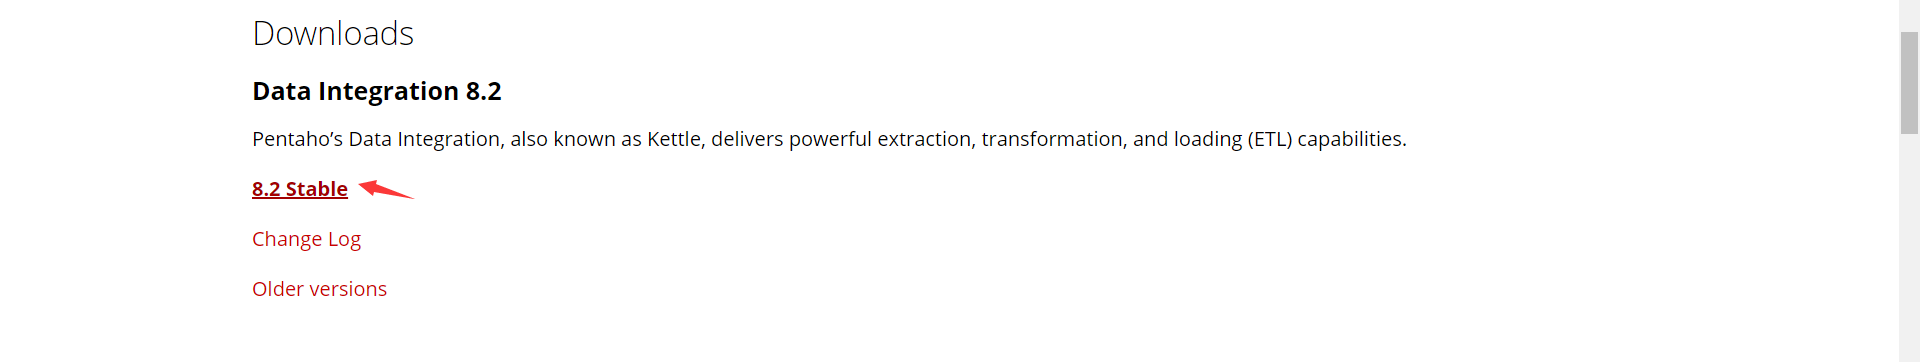 Downloads
Data Integration 8.2
Pentaho’s Data Integration, also known as Kettle, delivers powerful extraction, transformation, and loading (ETL) capabilities.
8.2 Stable
Change Log
Older versions